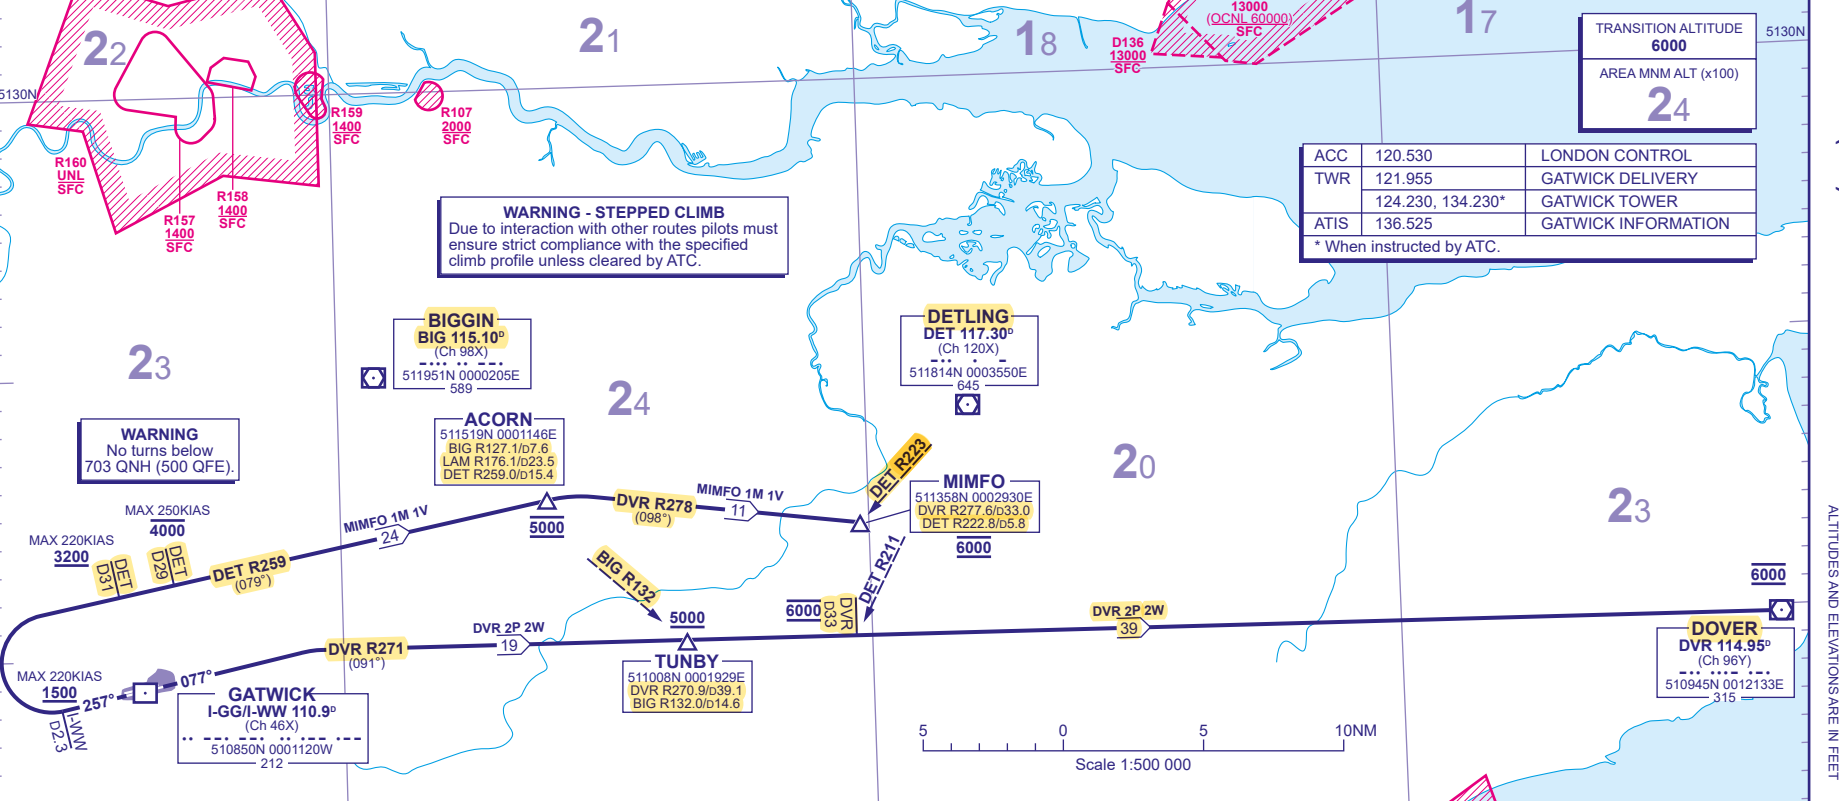 22
21
18
17
13000
(OCNL 60000)
SFC
D136
13000
SFC
TRANSITION ALTITUDE
6000
AREA MNM ALT (x100)
24
5130N
5130N
R159
1400
SFC
R107
2000
SFC
R160
UNL
SFC
R158
1400
SFC
R157
1400
SFC
ACC 120.530 LONDON CONTROL
TWR 121.955 GATWICK DELIVERY
124.230, 134.230* GATWICK TOWER
ATIS 136.525 GATWICK INFORMATION
* When instructed by ATC.
WARNING - STEPPED CLIMB
Due to interaction with other routes pilots must
ensure strict compliance with the specified
climb profile unless cleared by ATC.
BIGGIN
BIG 115.10D
(Ch 98X)
511951N 0000205E
589
DETLING
DET 117.30D
(Ch 120X)
511814N 0003550E
645
23
24
20
23
WARNING
No turns below
703 QNH (500 QFE).
ACORN
511519N 0001146E
BIG R127.1/D7.6
LAM R176.1/D23.5
DET R259.0/D15.4
5000
DET R223
MIMFO
511358N 0002930E
DVR R277.6/D33.0
DET R222.8/D5.8
6000
MAX 250KIAS
4000
MAX 220KIAS
3200
DET
D31
DET
D29
DET R259
(079°)
MIMFO 1M 1V
24
DVR R278
(098°)
MIMFO 1M 1V
11
DET R211
BIG R132
5000
6000
DVR
D33
DVR 2P 2W
39
6000
DVR R271
(091°)
DVR 2P 2W
19
TUNBY
511008N 0001929E
DVR R270.9/D39.1
BIG R132.0/D14.6
DOVER
DVR 114.95D
(Ch 96Y)
510945N 0012133E
315
MAX 220KIAS
1500
257°
077°
I-WW
D2.3
GATWICK
I-GG/I-WW 110.9D
(Ch 46X)
510850N 0001120W
212
5 0 5 10NM
Scale 1:500 000
ALTITUDES AND ELEVATIONS ARE IN FEET